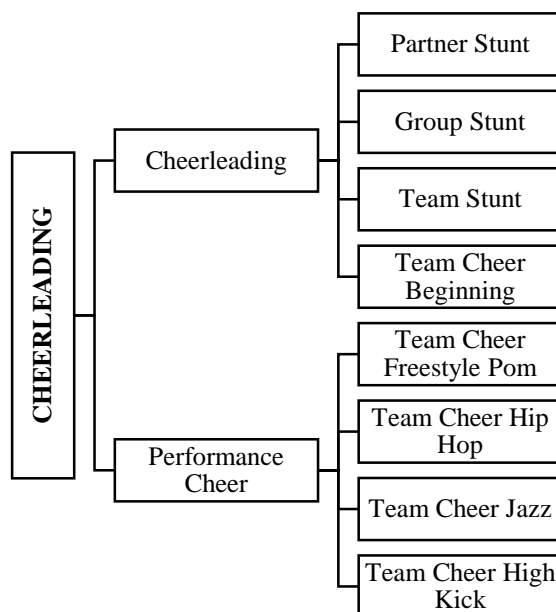 CHEERLEADING
Cheerleading
Partner Stunt
Group Stunt
Team Stunt
Team Cheer
Beginning
Performance
Cheer
Team Cheer
Freestyle Pom
Team Cheer Hip
Hop
Team Cheer Jazz
Team Cheer High
Kick